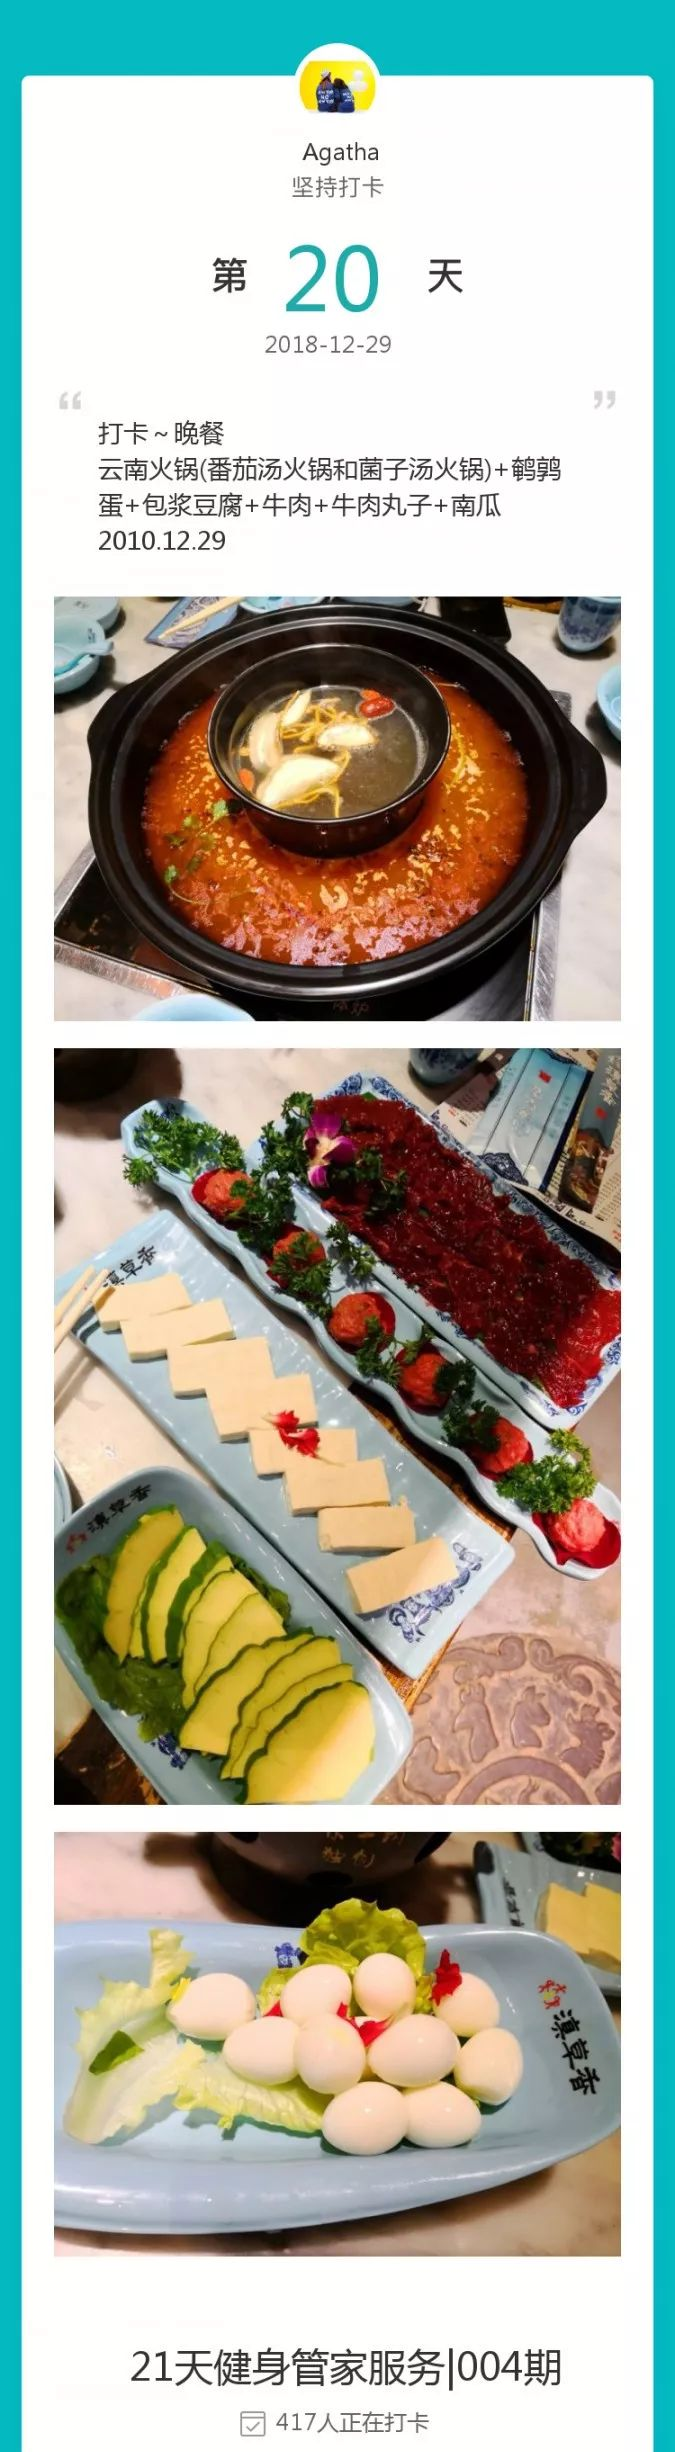 Agatha
坚持打卡
第 20 天
2018-12-29
“ ”
打卡～晚餐
云南火锅(番茄汤火锅和菌子汤火锅)+鹌鹑
蛋+包浆豆腐+牛肉+牛肉丸子+南瓜
2010.12.29
滇草香
滇草香
独创
滇草香
21天健身管家服务|004期
417人正在打卡